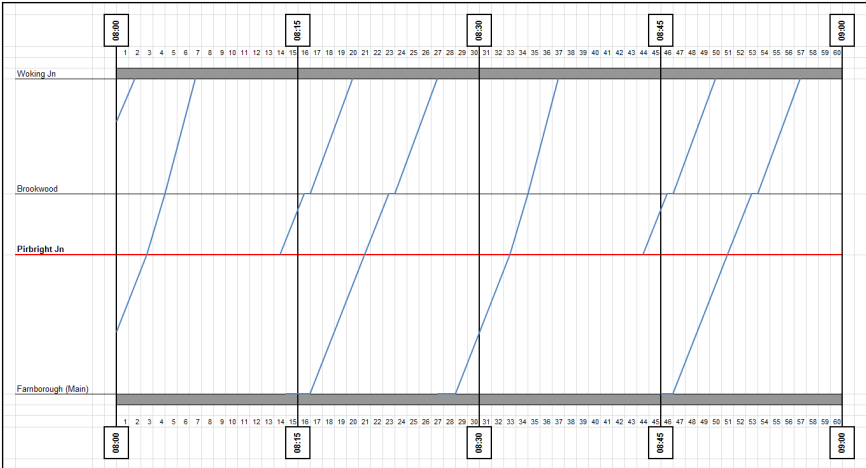 08:00 08:15 08:30 08:45 09:00
1 2 3 4 5 6 7 8 9 10 11 12 13 14 15 16 17 18 19 20 21 22 23 24 25 26 27 28 29 30 31 32 33 34 35 36 37 38 39 40 41 42 43 44 45 46 47 48 49 50 51 52 53 54 55 56 57 58 59 60
Woking Jn
Brookwood
Pirbright Jn
Farnborough (Main)
1 2 3 4 5 6 7 8 9 10 11 12 13 14 15 16 17 18 19 20 21 22 23 24 25 26 27 28 29 30 31 32 33 34 35 36 37 38 39 40 41 42 43 44 45 46 47 48 49 50 51 52 53 54 55 56 57 58 59 60
08:00 08:15 08:30 08:45 09:00